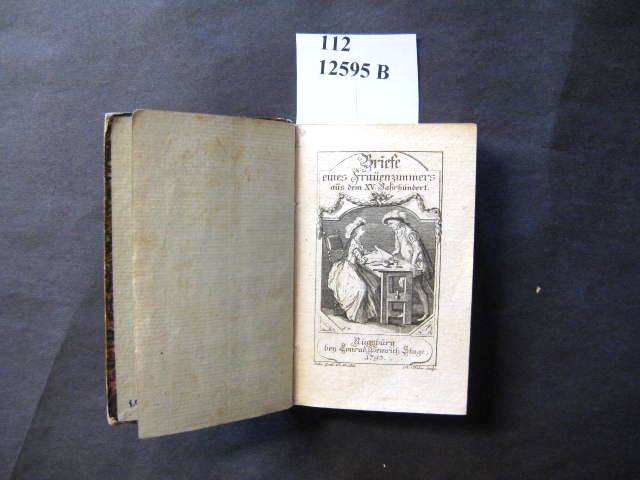 112
12595 B
Briefe
eines Frauenzimmers
aus dem XV. Jahrhundert.
Augsburg
bey Conrad Heinrich Stage.